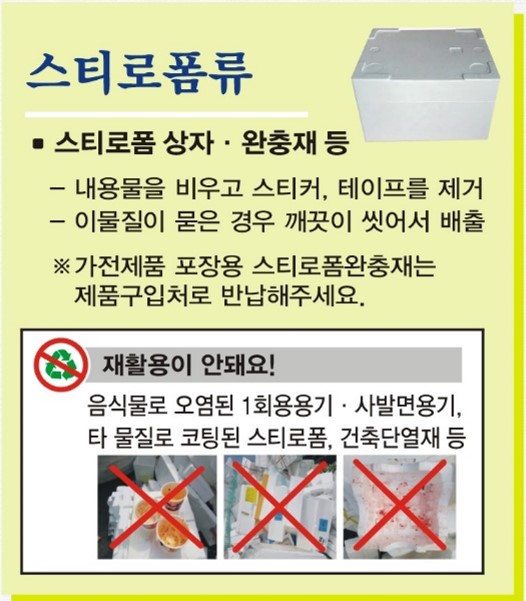 스티로폼류
▪ 스티로폼 상자 · 완충재 등
– 내용물을 비우고 스티커, 테이프를 제거
– 이물질이 묻은 경우 깨끗이 씻어서 배출
※가전제품 포장용 스티로폼완충재는
제품구입처로 반납해주세요.
재활용이 안돼요!
음식물로 오염된 1회용용기 · 사발면용기,
타 물질로 코팅된 스티로폼, 건축단열재 등